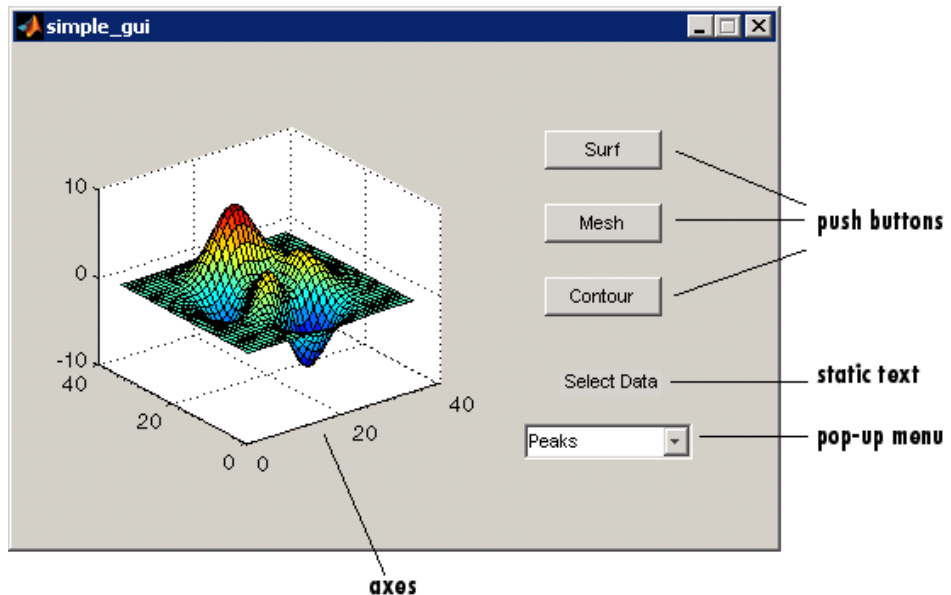 simple_gui
Surf
push buttons
Mesh
Contour
Select Data
static text
Peaks
pop-up menu
10
0
-10
40
20
0
0
20
40
axes